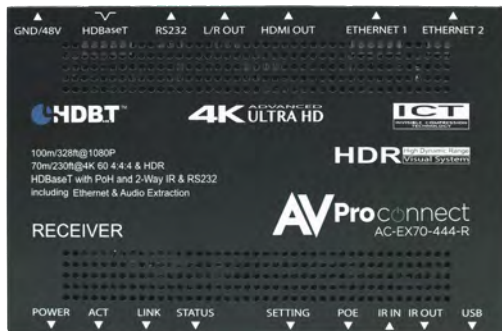 GND/48V HDBaseT RS232 L/R OUT HDMI OUT ETHERNET 1 ETHERNET 2
HDBT™
4K ADVANCED
ULTRA HD
ICT
INVISIBLE COMPRESSION
TECHNOLOGY
100m/328ft@1080P
70m/230ft@4K 60 4:4:4 & HDR
HDBaseT with PoH and 2-Way IR & RS232
including Ethernet & Audio Extraction
HDR High Dynamic Range
Visual System
RECEIVER
AVProconnect
AC-EX70-444-R
POWER ACT LINK STATUS SETTING POE IR IN IR OUT USB